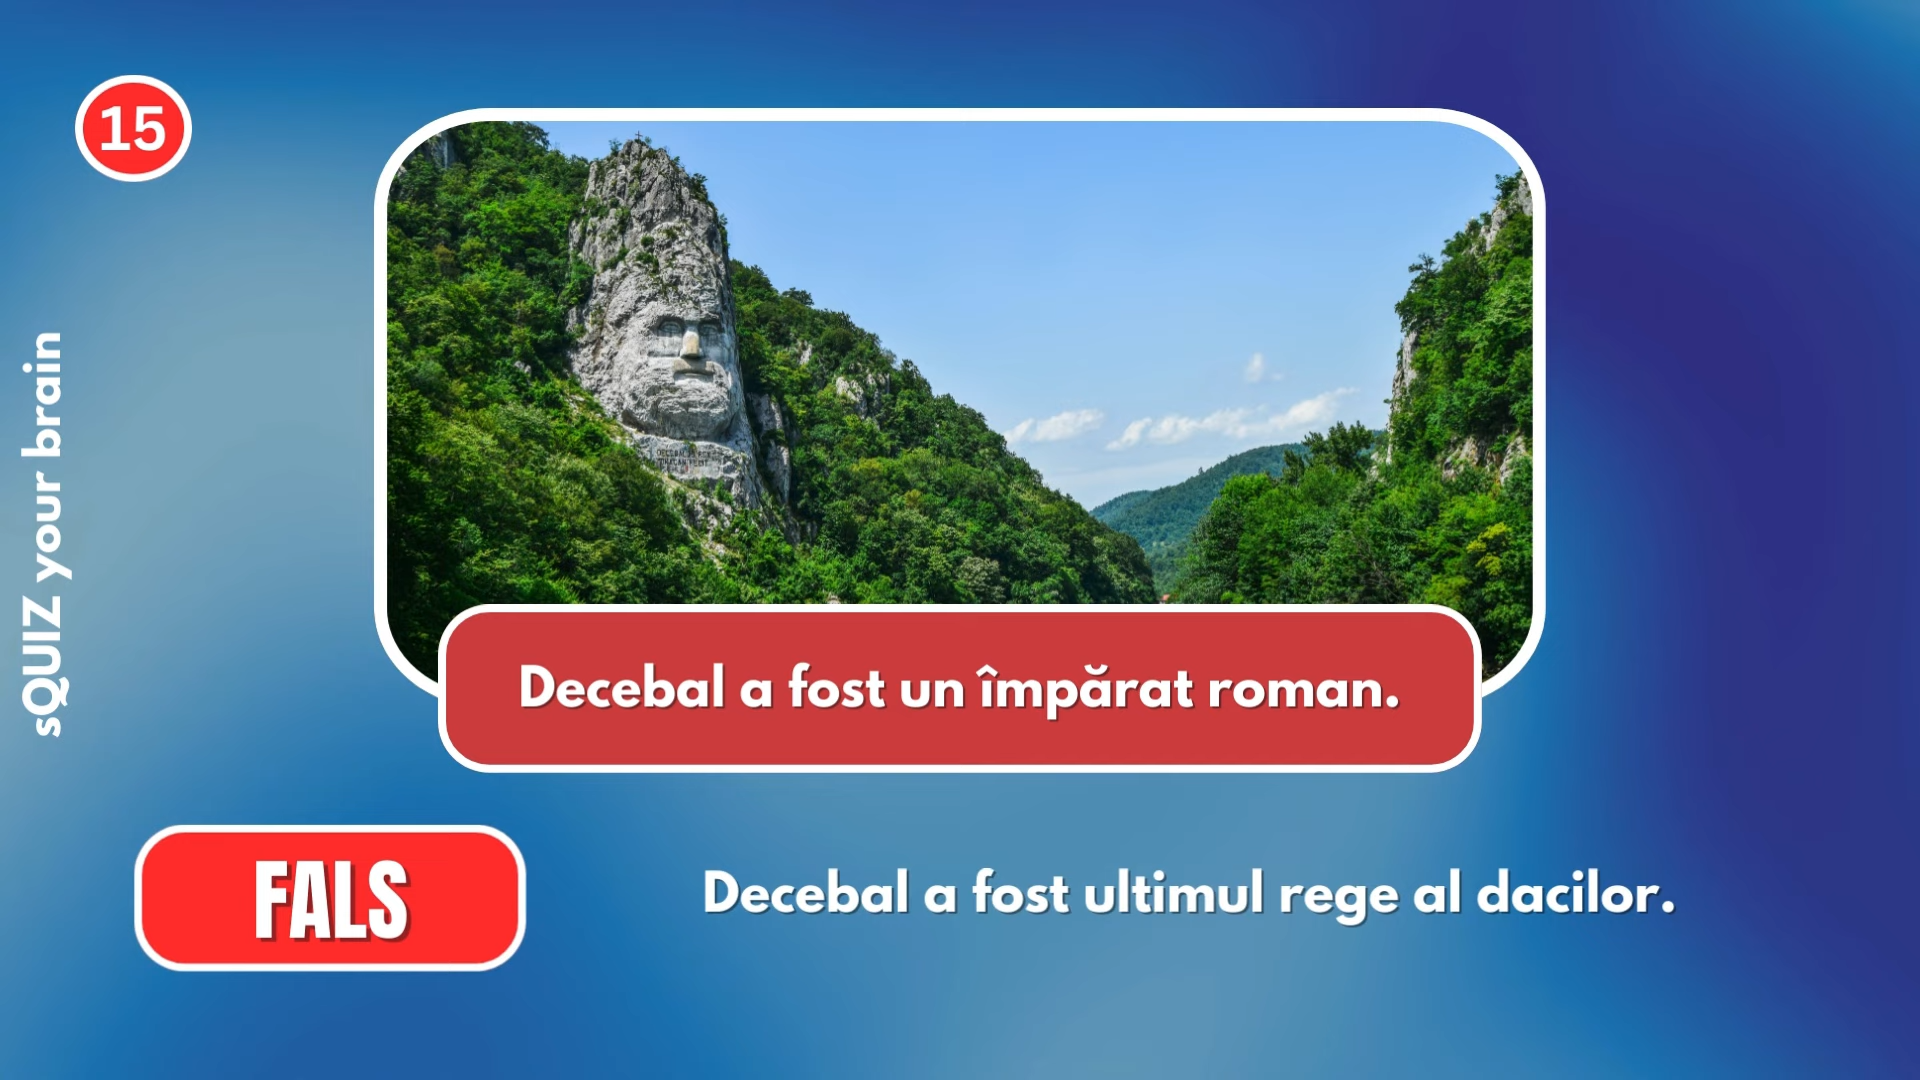 15
sQUIZ your brain
Decebal a fost un împărat roman.
FALS
Decebal a fost ultimul rege al dacilor.